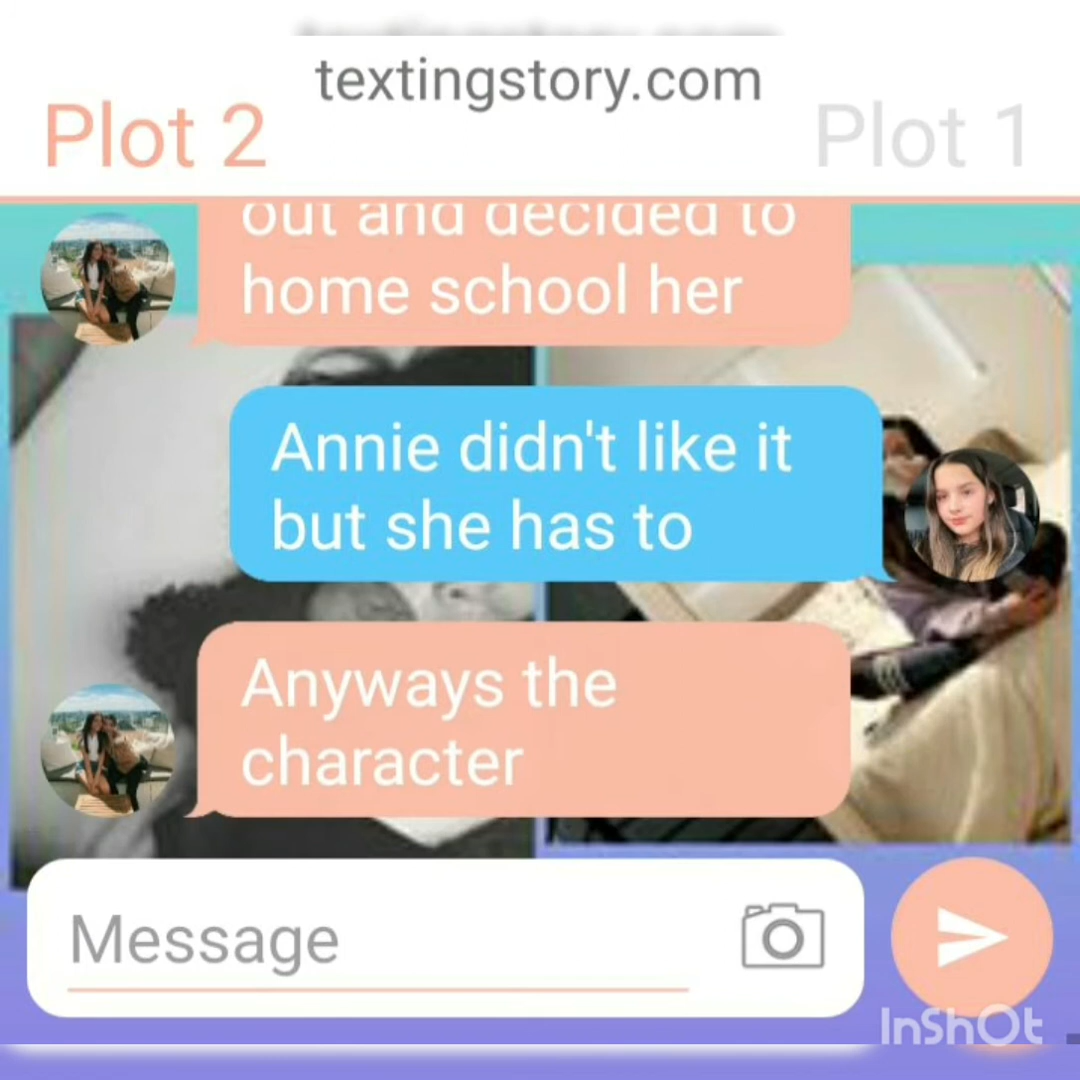 textingstory.com
Plot 2
Plot 1
out and decided to
home school her
Annie didn't like it
but she has to
Anyways the
character
Message
InShOt